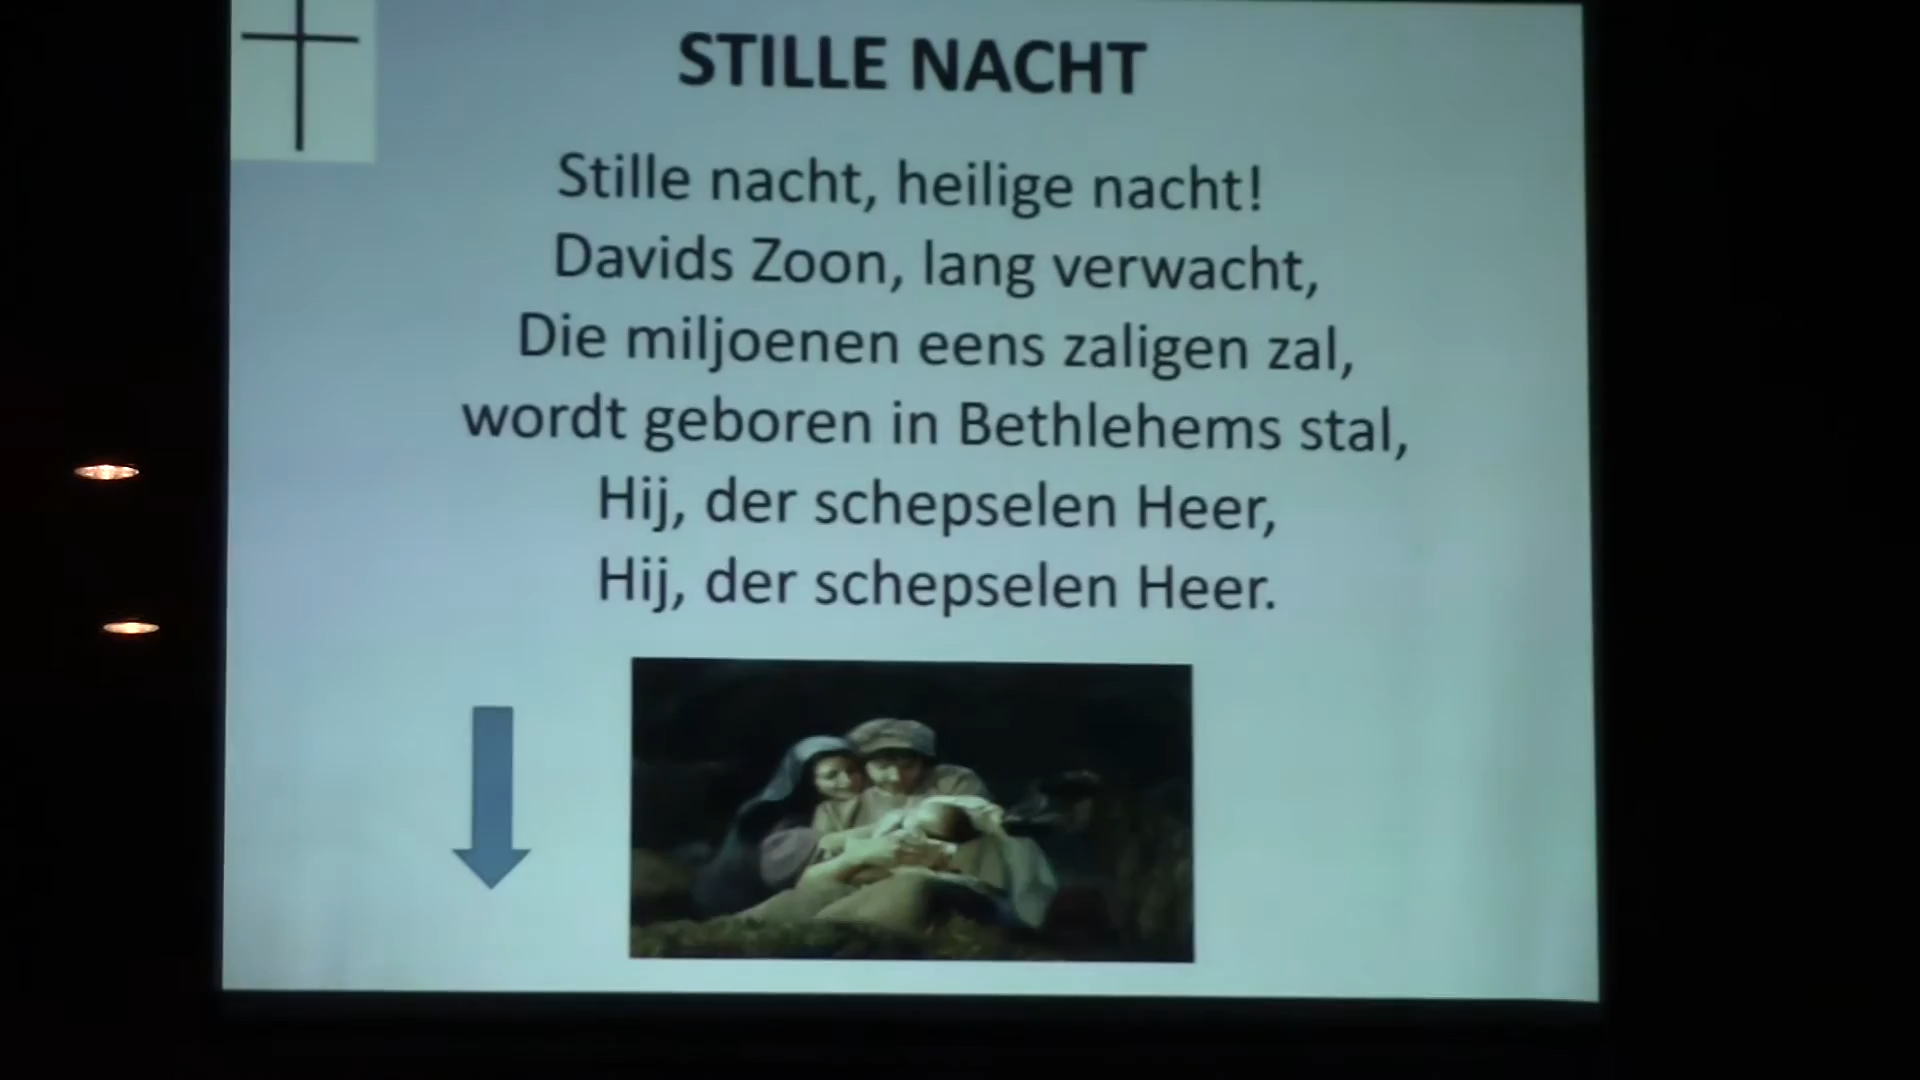 STILLE NACHT
Stille nacht, heilige nacht!
Davids Zoon, lang verwacht,
Die miljoenen eens zaligen zal,
wordt geboren in Bethlehems stal,
Hij, der schepselen Heer,
Hij, der schepselen Heer.